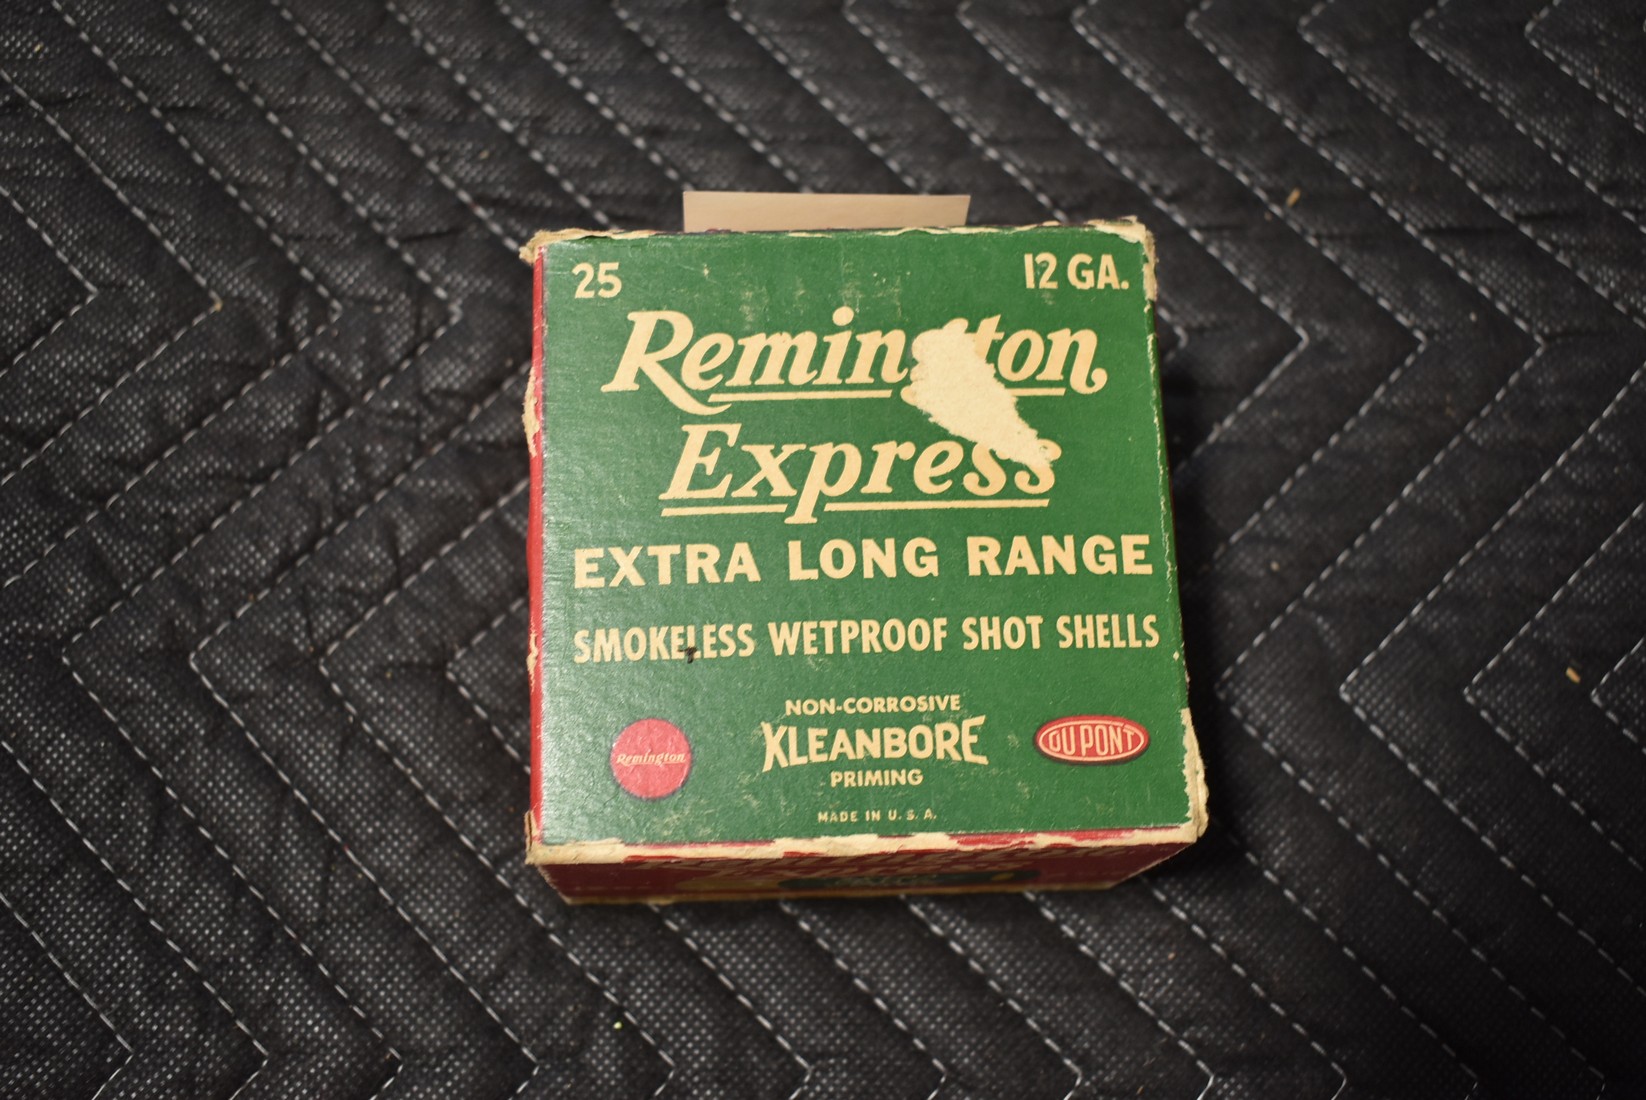 25
12 GA.
Remington
Express
EXTRA LONG RANGE
SMOKELESS WETPROOF SHOT SHELLS
NON-CORROSIVE
KLEANBORE
PRIMING
Remington
DU PONT
MADE IN U. S. A.